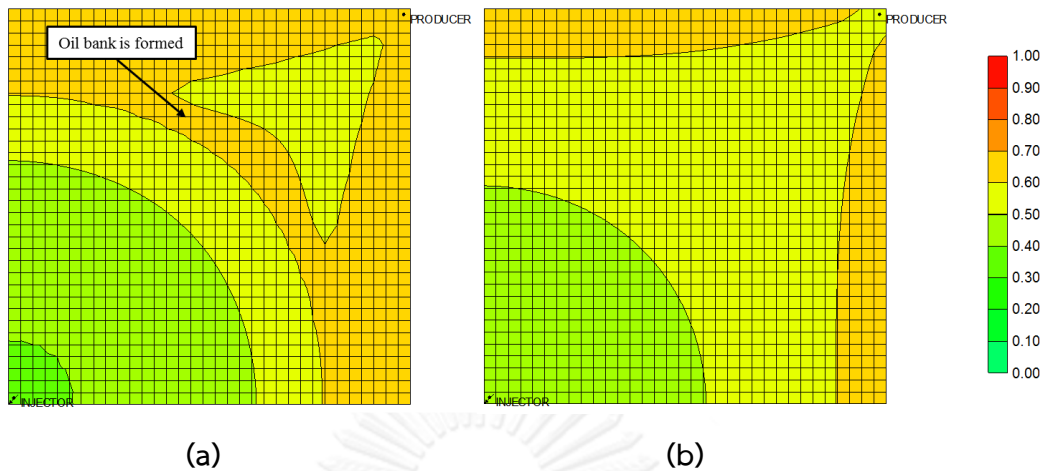 Oil bank is formed
PRODUCER
INJECTOR
(a)
PRODUCER
INJECTOR
(b)
1.00
0.90
0.80
0.70
0.60
0.50
0.40
0.30
0.20
0.10
0.00